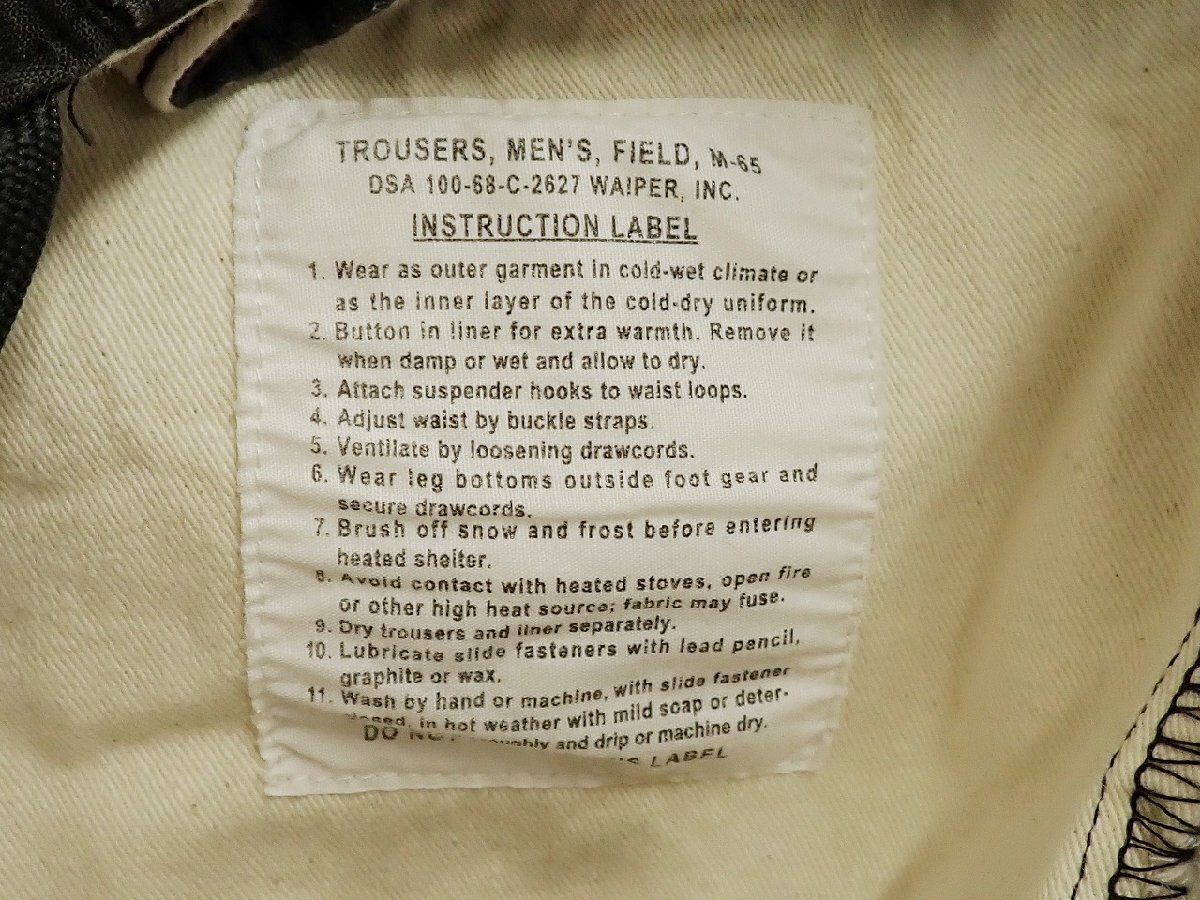 TROUSERS, MEN'S, FIELD, M-65
DSA 100-68-C-2627 WAIPER, INC.
INSTRUCTION LABEL
1. Wear as outer garment in cold-wet climate or
as the inner layer of the cold-dry uniform.
2. Button in liner for extra warmth. Remove it
when damp or wet and allow to dry.
3. Attach suspender hooks to waist loops.
4. Adjust waist by buckle straps.
5. Ventilate by loosening drawcords.
6. Wear leg bottoms outside foot gear and
secure drawcords.
7. Brush off snow and frost before entering
heated shelter.
8. Avoid contact with heated stoves, open fire
or other high heat source; fabric may fuse.
9. Dry trousers and liner separately.
10. Lubricate slide fasteners with lead pencil,
graphite or wax.
11. Wash by hand or machine, with slide fastener
in hot weather with mild soap or deter-
and drip or machine dry.
DO LABEL